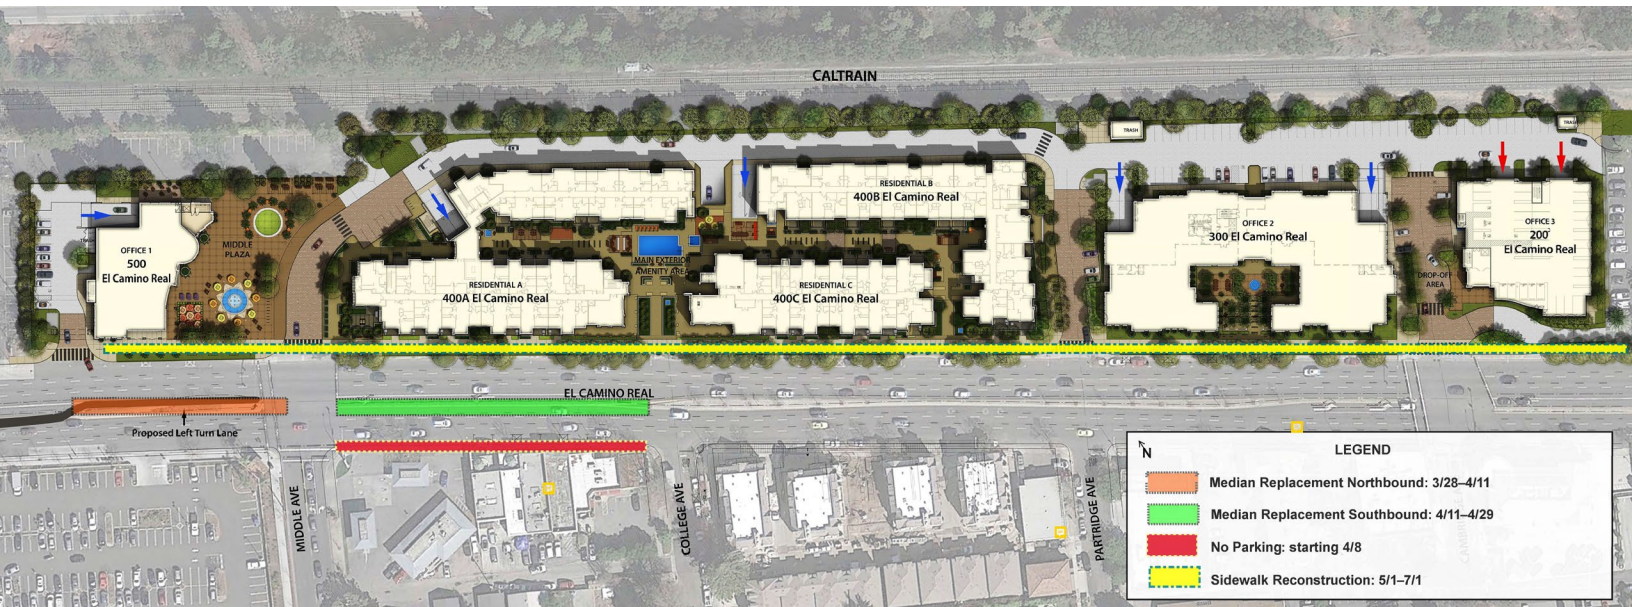 CALTRAIN
TRASH
RESIDENTIAL B
400B El Camino Real
OFFICE 1
500
El Camino Real
MIDDLE
PLAZA
MAIN EXTERIOR
AMENITY AREA
RESIDENTIAL A
400A El Camino Real
RESIDENTIAL C
400C El Camino Real
OFFICE 2
300 El Camino Real
OFFICE 3
200
El Camino Real
DROP-OFF
AREA
EL CAMINO REAL
Proposed Left Turn Lane
MIDDLE AVE
COLLEGE AVE
PARTRIDGE AVE
N
LEGEND
Median Replacement Northbound: 3/28–4/11
Median Replacement Southbound: 4/11–4/29
No Parking: starting 4/8
Sidewalk Reconstruction: 5/1–7/1